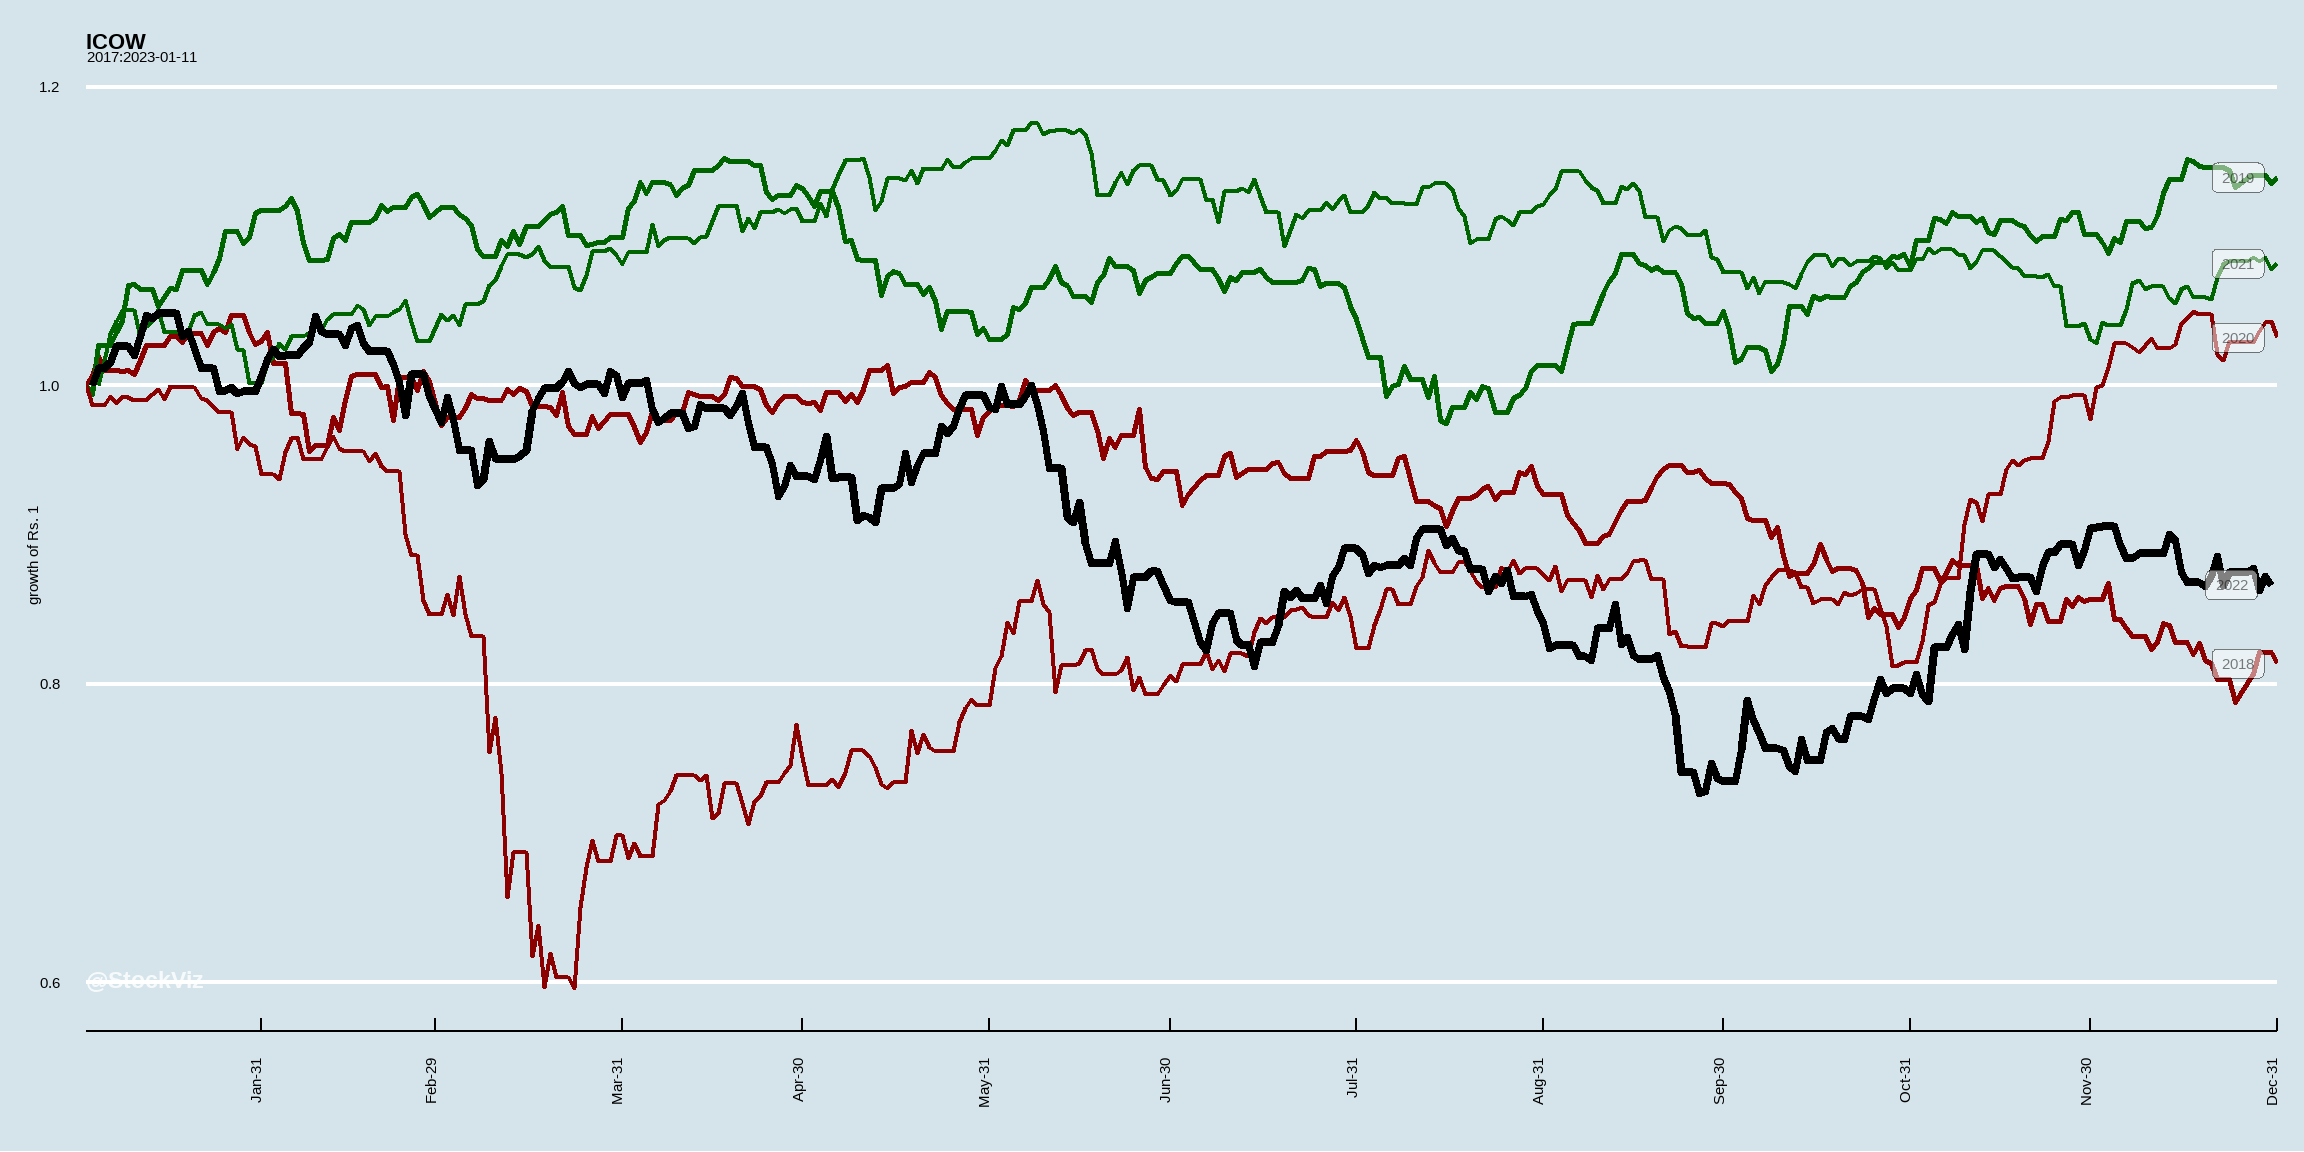 ICOW
2017:2023-01-11
1.2
1.0
0.8
0.6
growth of Rs. 1
2019
2021
2020
2022
2018
@StockViz
Jan-31
Feb-29
Mar-31
Apr-30
May-31
Jun-30
Jul-31
Aug-31
Sep-30
Oct-31
Nov-30
Dec-31